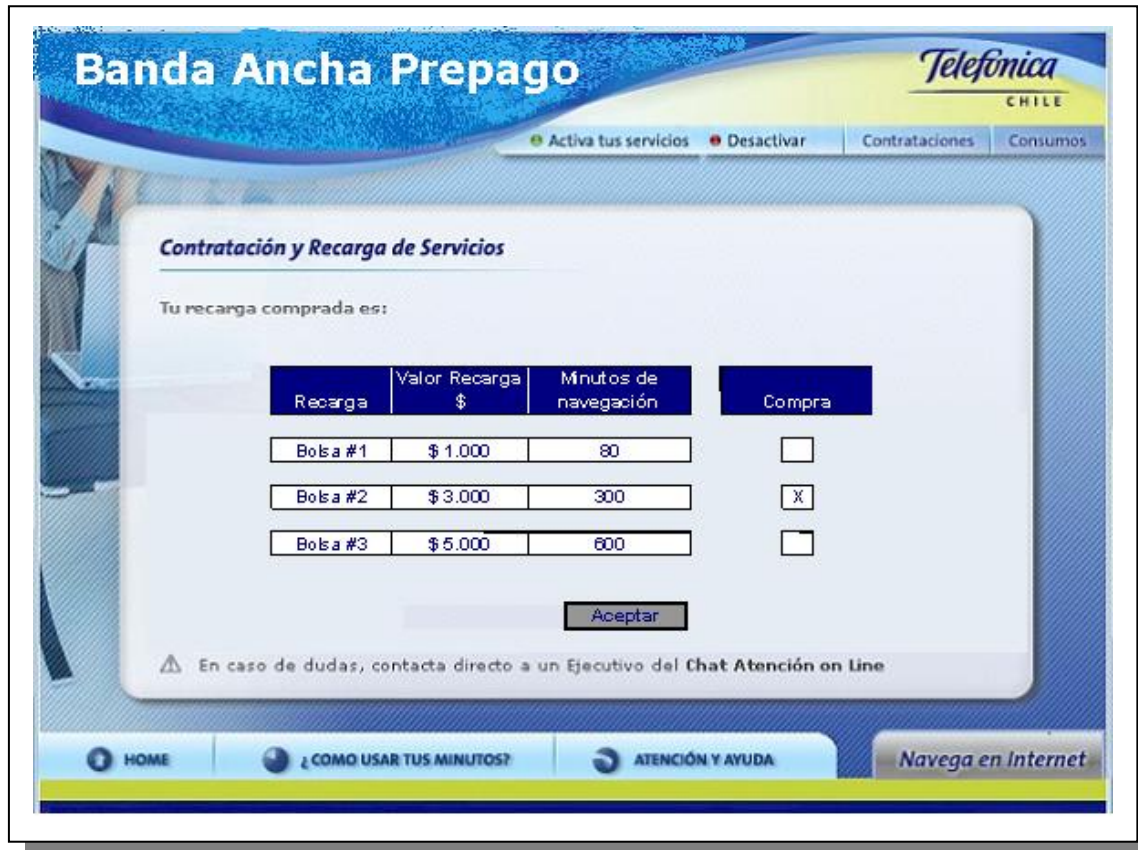 Banda Ancha Prepago
Telefónica
CHILE
Activa tus servicios Desactivar Contrataciones Consumos
Contratación y Recarga de Servicios
Tu recarga comprada es:
Recarga Valor Recarga $ Minutos de navegación Compra
Bolsa #1 $ 1.000 80
Bolsa #2 $ 3.000 300 X
Bolsa #3 $ 5.000 600
Aceptar
En caso de dudas, contacta directo a un Ejecutivo del Chat Atención on Line
HOME ¿ COMO USAR TUS MINUTOS? ATENCIÓN Y AYUDA Navega en Internet